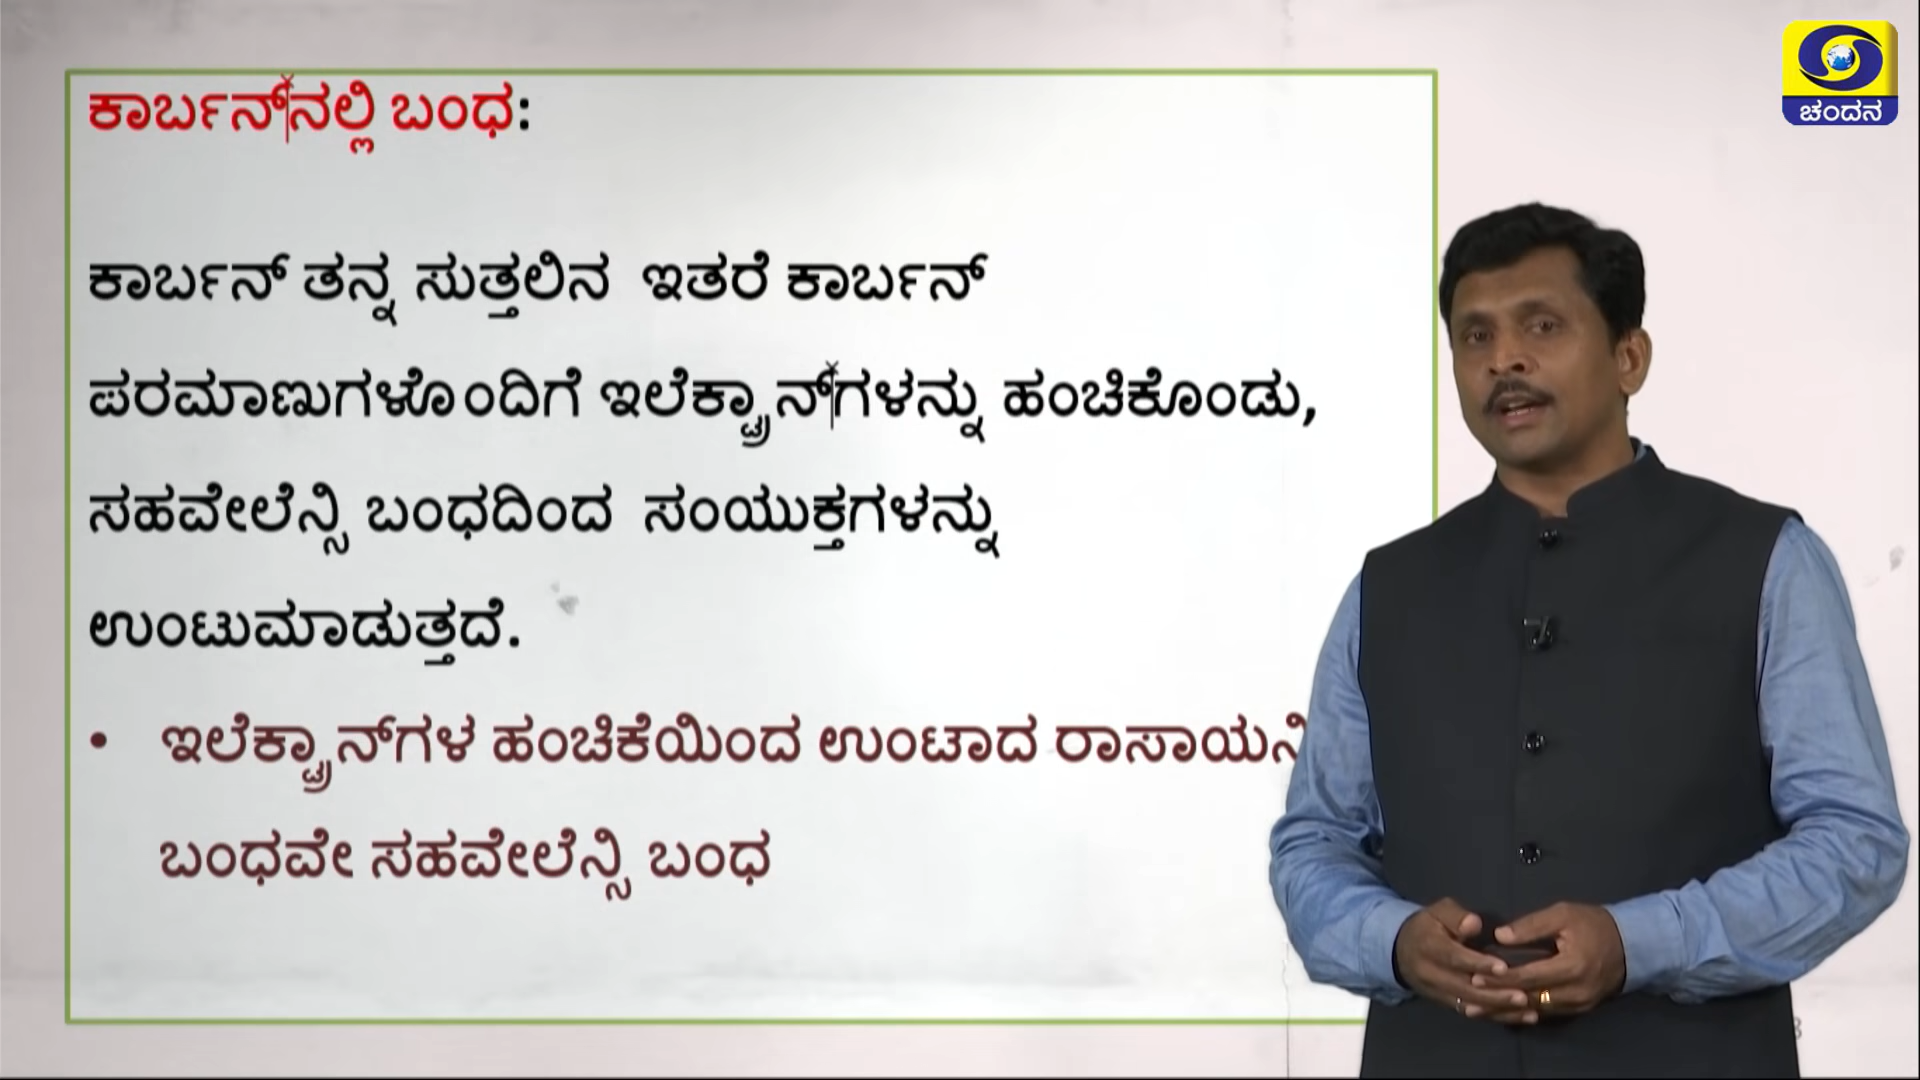 ಚಂದನ
ಕಾರ್ಬನ್‌ನಲ್ಲಿ ಬಂಧ:
ಕಾರ್ಬನ್ ತನ್ನ ಸುತ್ತಲಿನ ಇತರೆ ಕಾರ್ಬನ್
ಪರಮಾಣುಗಳೊಂದಿಗೆ ಇಲೆಕ್ಟ್ರಾನ್‌ಗಳನ್ನು ಹಂಚಿಕೊಂಡು,
ಸಹವೇಲೆನ್ಸಿ ಬಂಧದಿಂದ ಸಂಯುಕ್ತಗಳನ್ನು
ಉಂಟುಮಾಡುತ್ತದೆ.
• ಇಲೆಕ್ಟ್ರಾನ್‌ಗಳ ಹಂಚಿಕೆಯಿಂದ ಉಂಟಾದ
ಬಂಧವೇ ಸಹವೇಲೆನ್ಸಿ ಬಂಧ